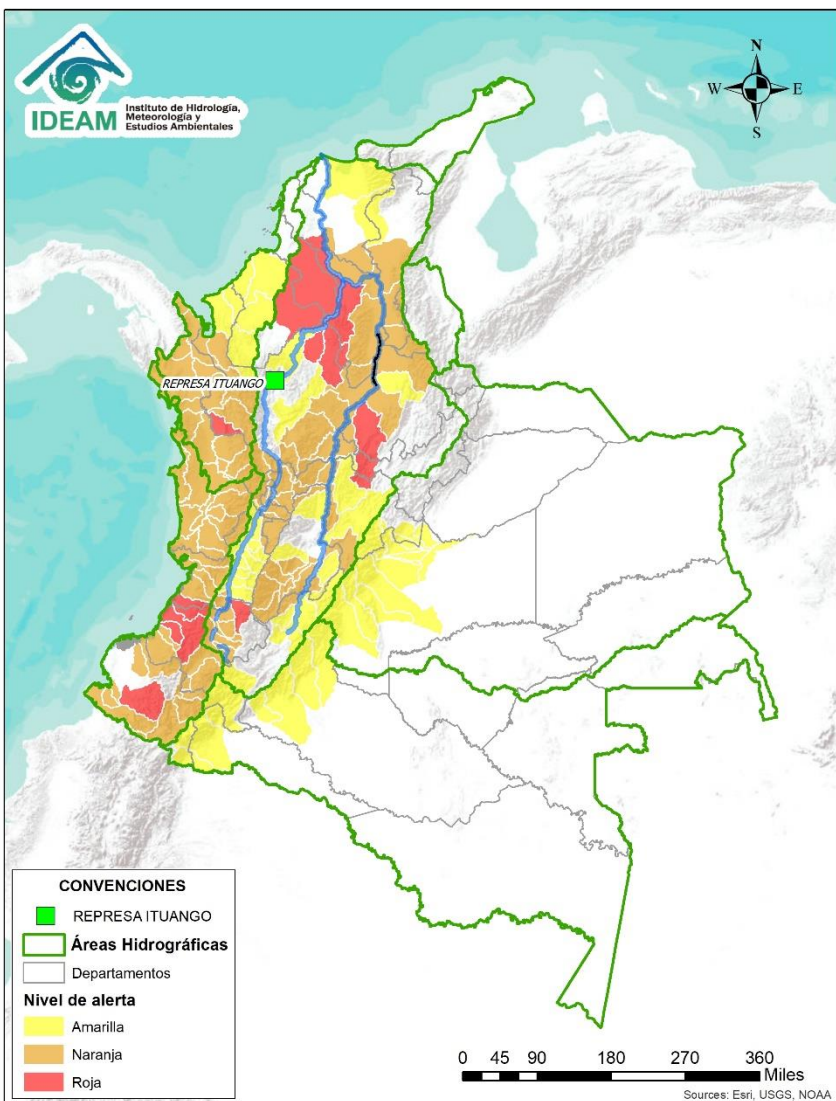 IDEAM
Instituto de Hidrología,
Meteorología y
Estudios Ambientales
N
W
E
S
REPRESA ITUANGO
CONVENCIONES
REPRESA ITUANGO
Áreas Hidrográficas
Departamentos
Nivel de alerta
Amarilla
Naranja
Roja
0 45 90 180 270 360
Miles
Sources: Esri, USGS, NOAA